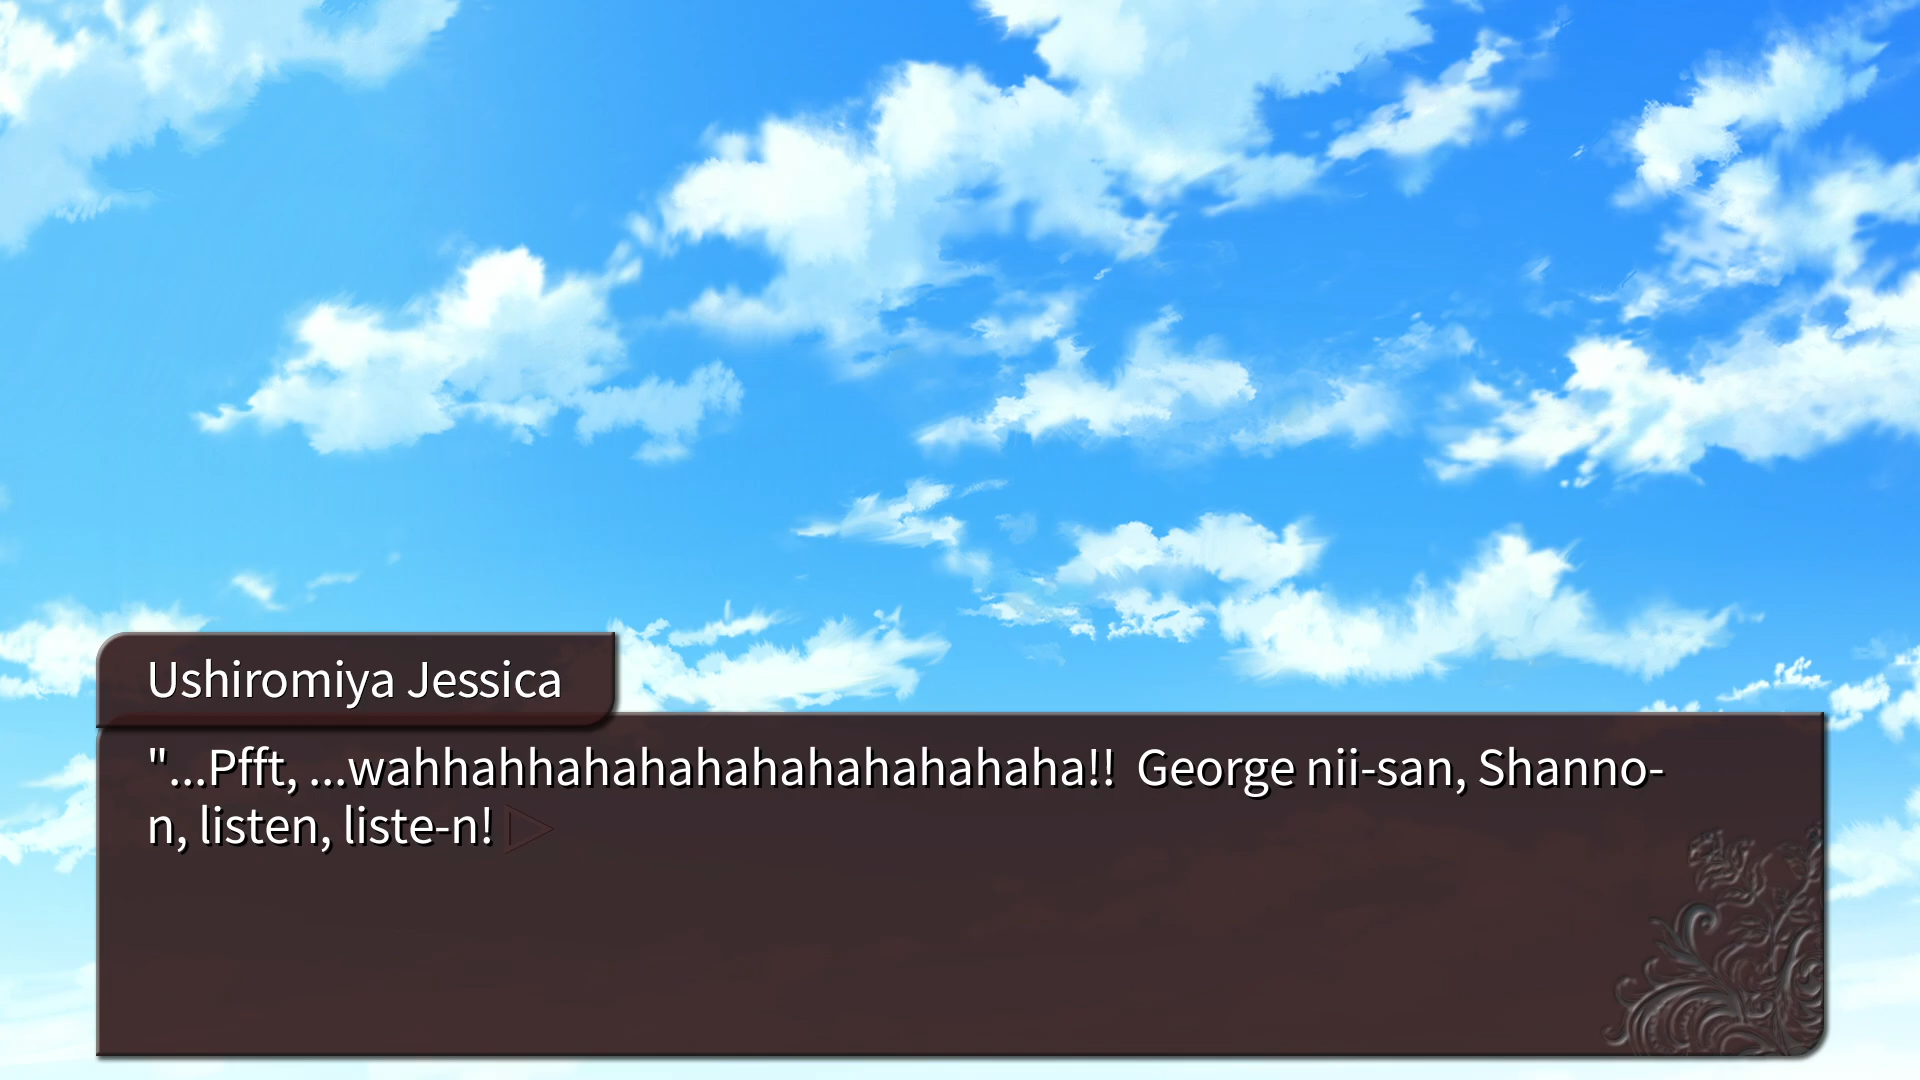 Ushiromiya Jessica
"...Pfft, ...wahhahhahahahahahahahahaha!!  George nii-san, Shanno-
n, listen, liste-n!